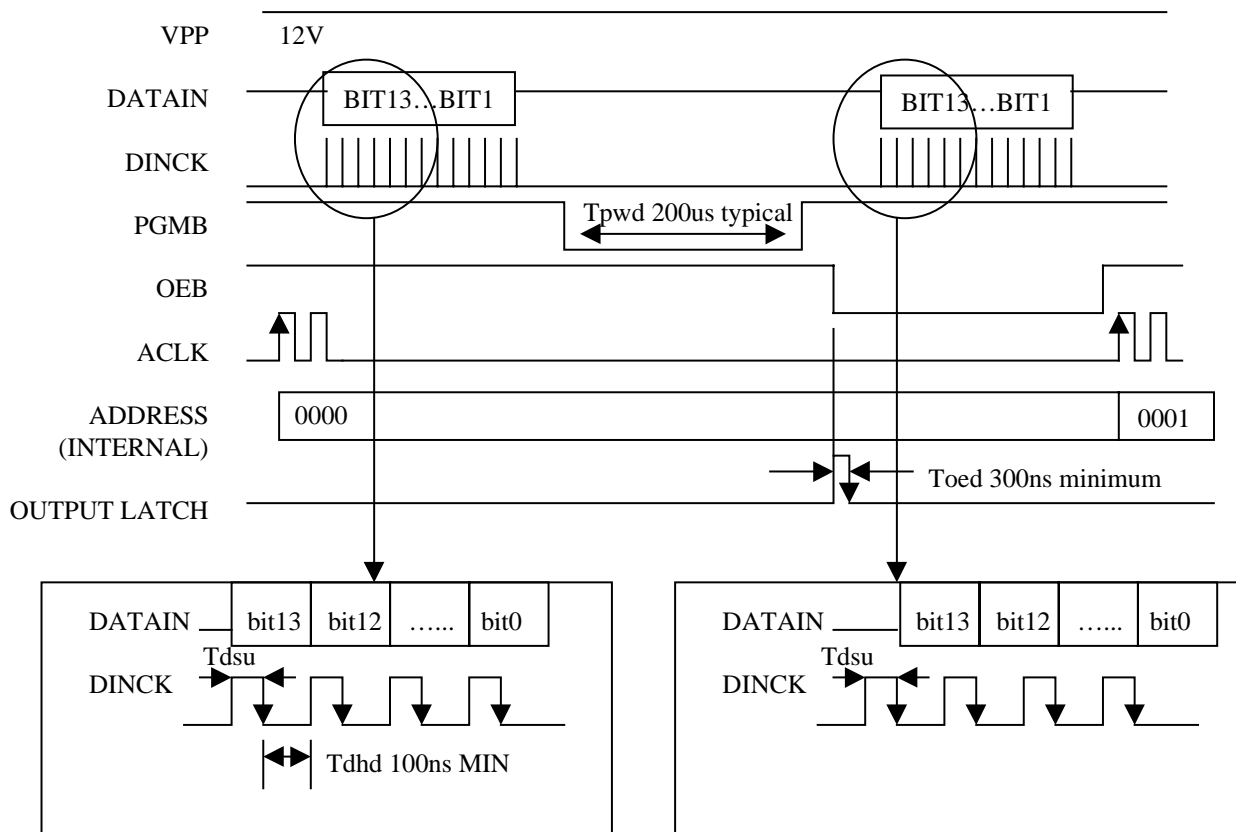 VPP 12V
DATAIN BIT13…BIT1 BIT13…BIT1
DINCK
PGMB Tpwd 200us typical
OEB
ACLK
ADDRESS 0000 0001
(INTERNAL)
Toed 300ns minimum
OUTPUT LATCH
DATAIN bit13 bit12 …... bit0
Tdsu
DINCK
Tdhd 100ns MIN
DATAIN bit13 bit12 …... bit0
Tdsu
DINCK